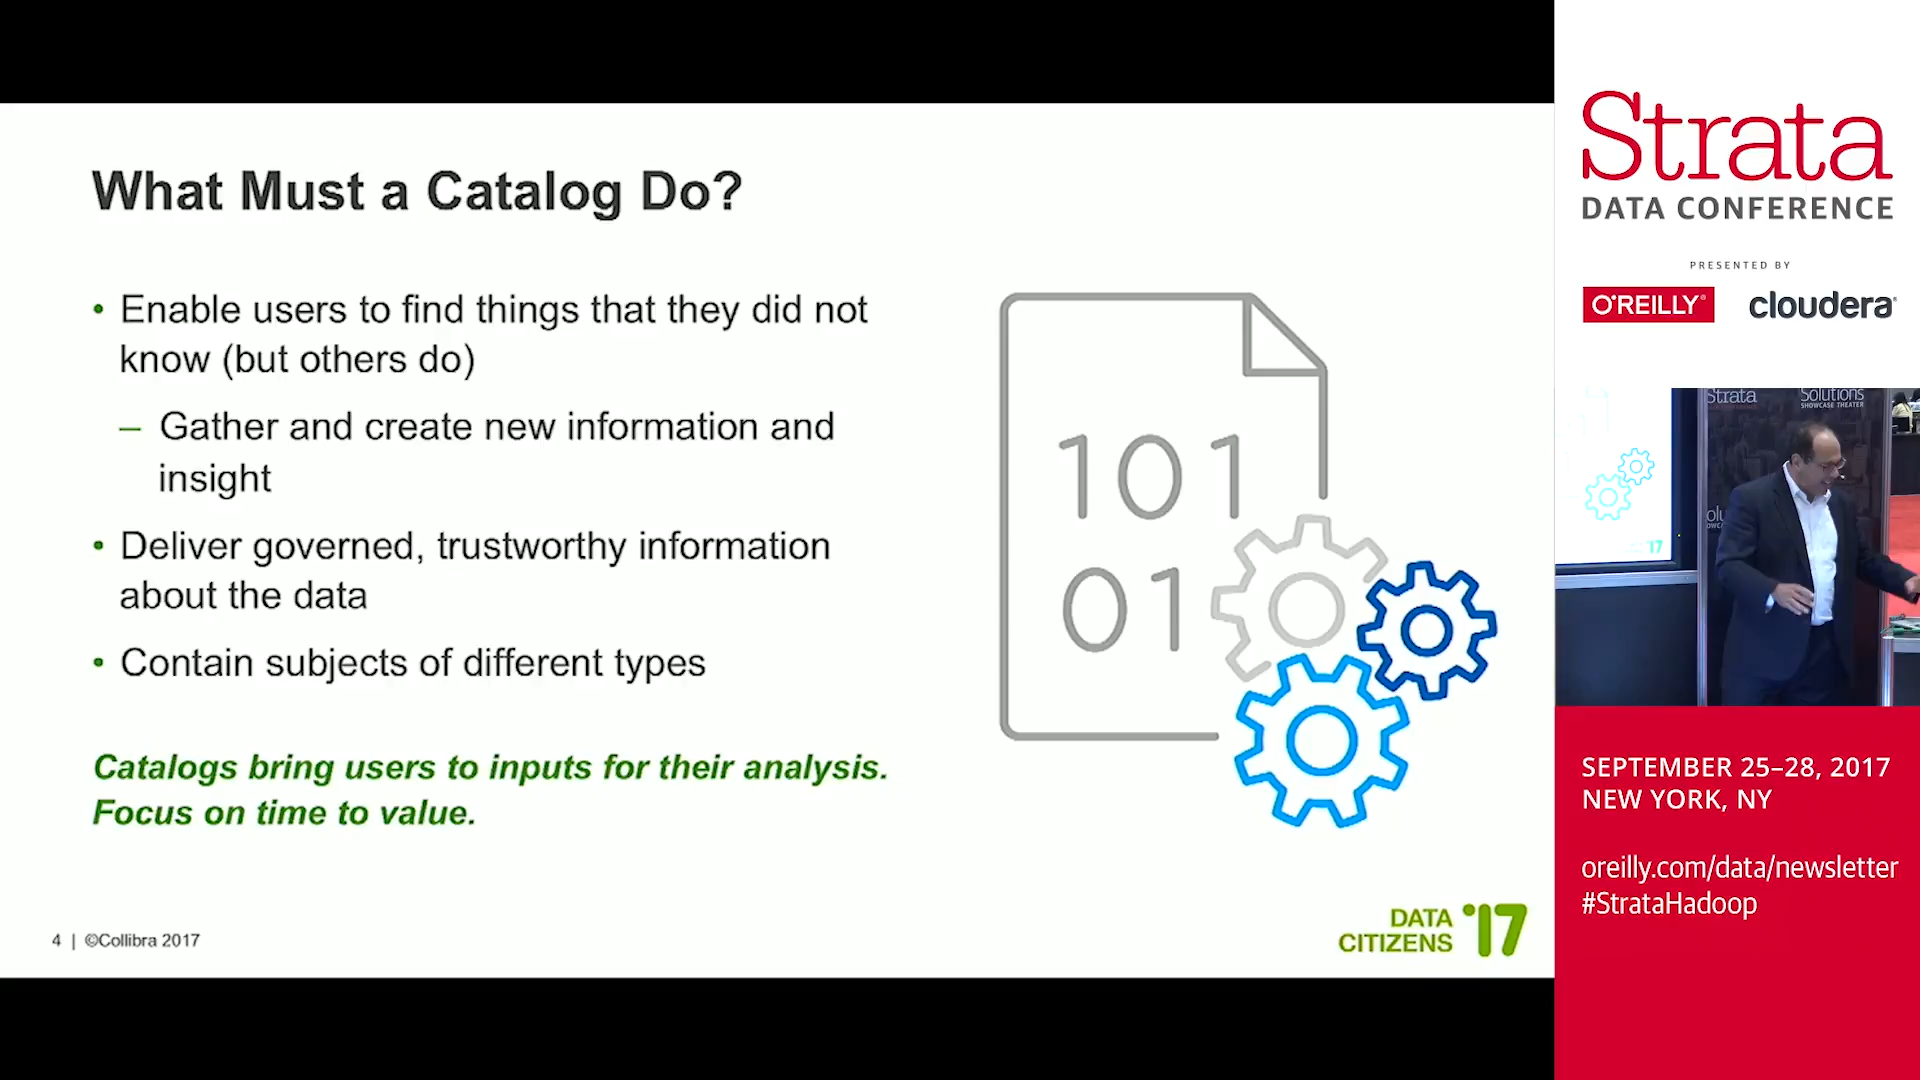 What Must a Catalog Do?
• Enable users to find things that they did not
know (but others do)
– Gather and create new information and
insight
• Deliver governed, trustworthy information
about the data
• Contain subjects of different types
Catalogs bring users to inputs for their analysis.
Focus on time to value.
101
01
4 | ©Collibra 2017
DATA
CITIZENS '17
Strata
DATA CONFERENCE
PRESENTED BY
O'REILLY® cloudera®
Strata
Solutions
SHOWCASE THEATER
'17
SEPTEMBER 25–28, 2017
NEW YORK, NY
oreilly.com/data/newsletter
#StrataHadoop